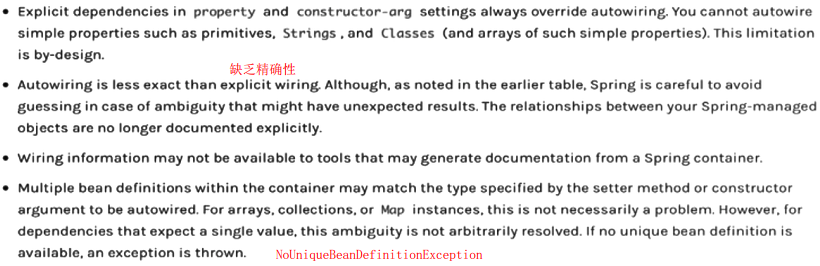 • Explicit dependencies in property and constructor-arg settings always override autowiring. You cannot autowire
simple properties such as primitives, Strings , and Classes (and arrays of such simple properties). This limitation
is by-design.
缺乏精确性
• Autowiring is less exact than explicit wiring. Although, as noted in the earlier table, Spring is careful to avoid
guessing in case of ambiguity that might have unexpected results. The relationships between your Spring-managed
objects are no longer documented explicitly.
• Wiring information may not be available to tools that may generate documentation from a Spring container.
• Multiple bean definitions within the container may match the type specified by the setter method or constructor
argument to be autowired. For arrays, collections, or Map instances, this is not necessarily a problem. However, for
dependencies that expect a single value, this ambiguity is not arbitrarily resolved. If no unique bean definition is
available, an exception is thrown. NoUniqueBeanDefinitionException